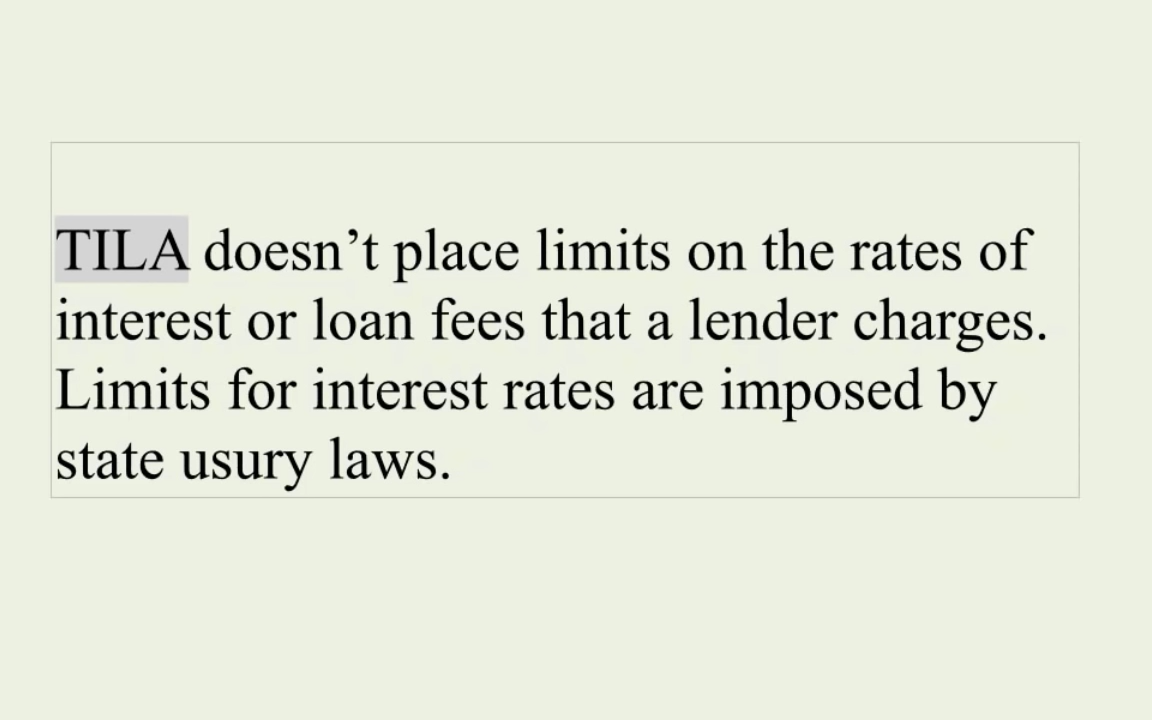 TILA doesn’t place limits on the rates of
interest or loan fees that a lender charges.
Limits for interest rates are imposed by
state usury laws.